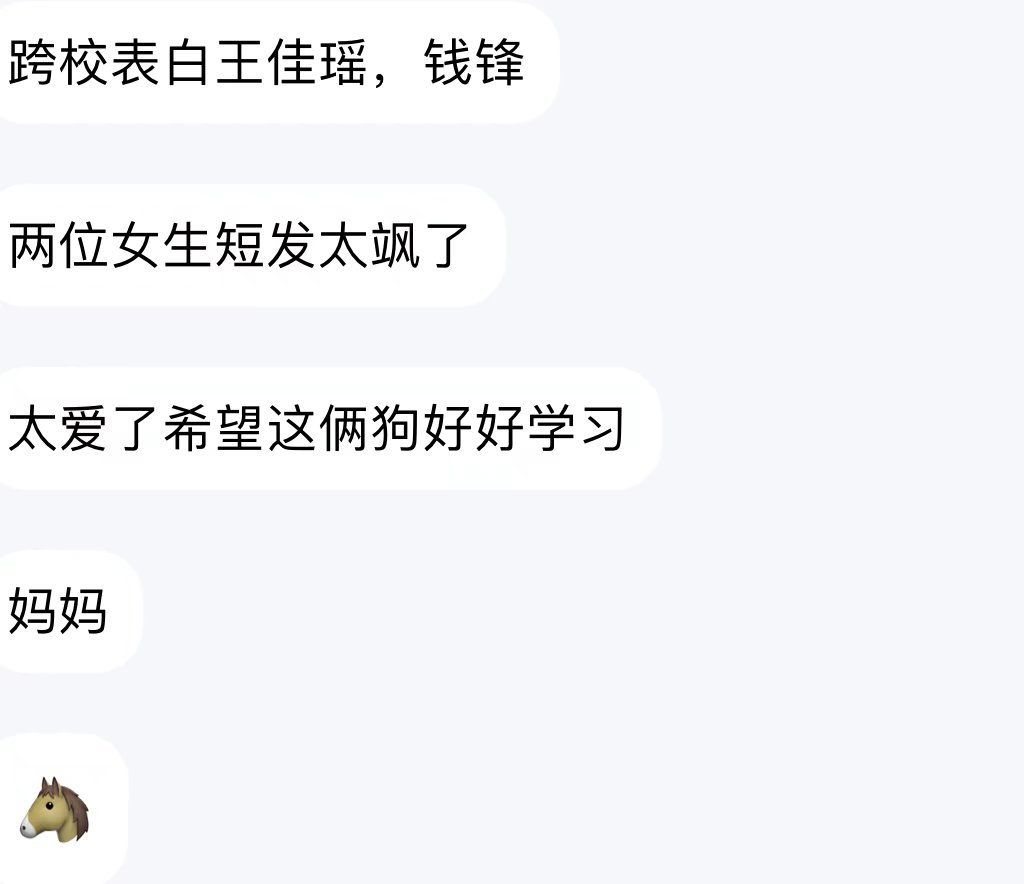 跨校表白王佳瑶，钱锋
两位女生短发太飒了
太爱了希望这俩狗好好学习
妈妈
🐴